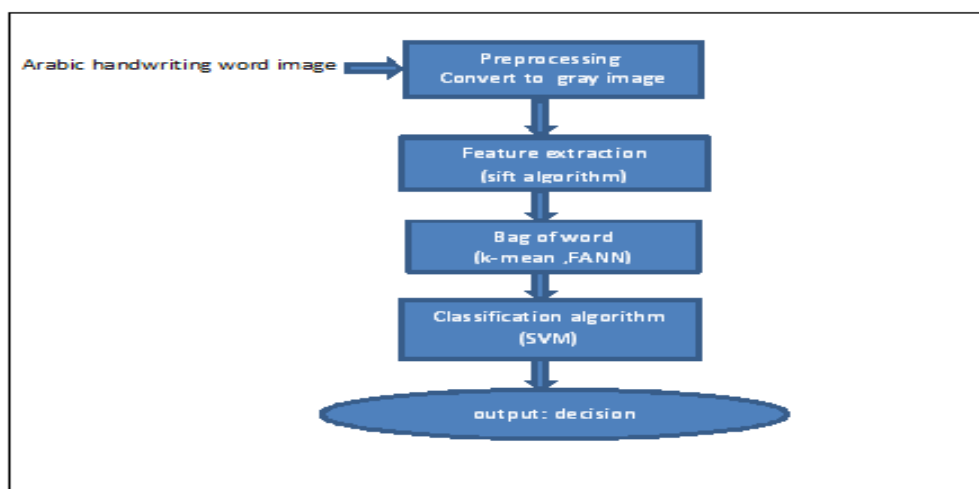 Arabic handwriting word image
Preprocessing
Convert to gray image
Feature extraction
(sift algorithm)
Bag of word
(k-mean ,FANN)
Classification algorithm
(SVM)
output: decision